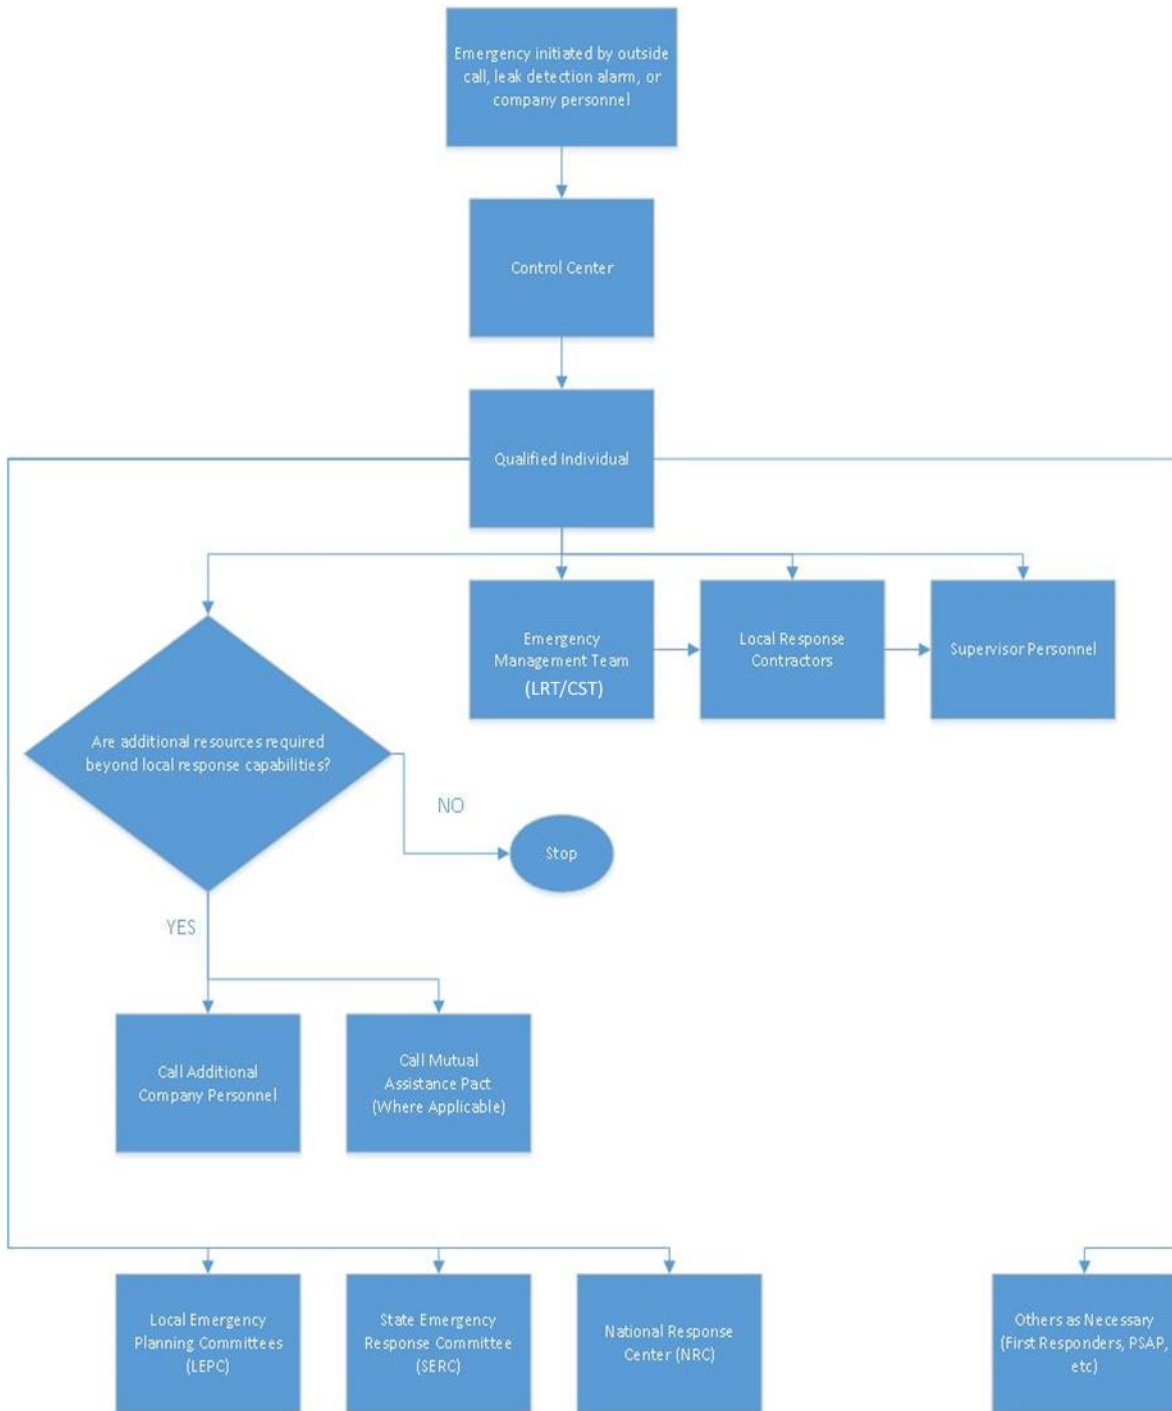 Emergency initiated by outside
call, leak detection alarm, or
company personnel
Control Center
Qualified Individual
Emergency
Management Team
(LRT/CST)
Local Response
Contractors
Supervisor Personnel
Are additional resources required
beyond local response capabilities?
NO
Stop
YES
Call Additional
Company Personnel
Call Mutual
Assistance Pact
(Where Applicable)
Local Emergency
Planning Committees
(LEPC)
State Emergency
Response Committee
(SERC)
National Response
Center (NRC)
Others as Necessary
(First Responders, PSAP,
etc)